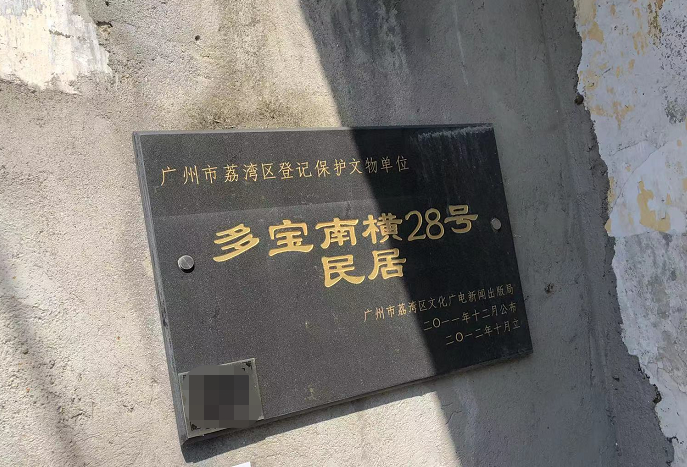 广州市荔湾区登记保护文物单位
多宝南横28号
民居
广州市荔湾区文化广电新闻出版局
二〇一一年十二月公布
二〇一二年十月立